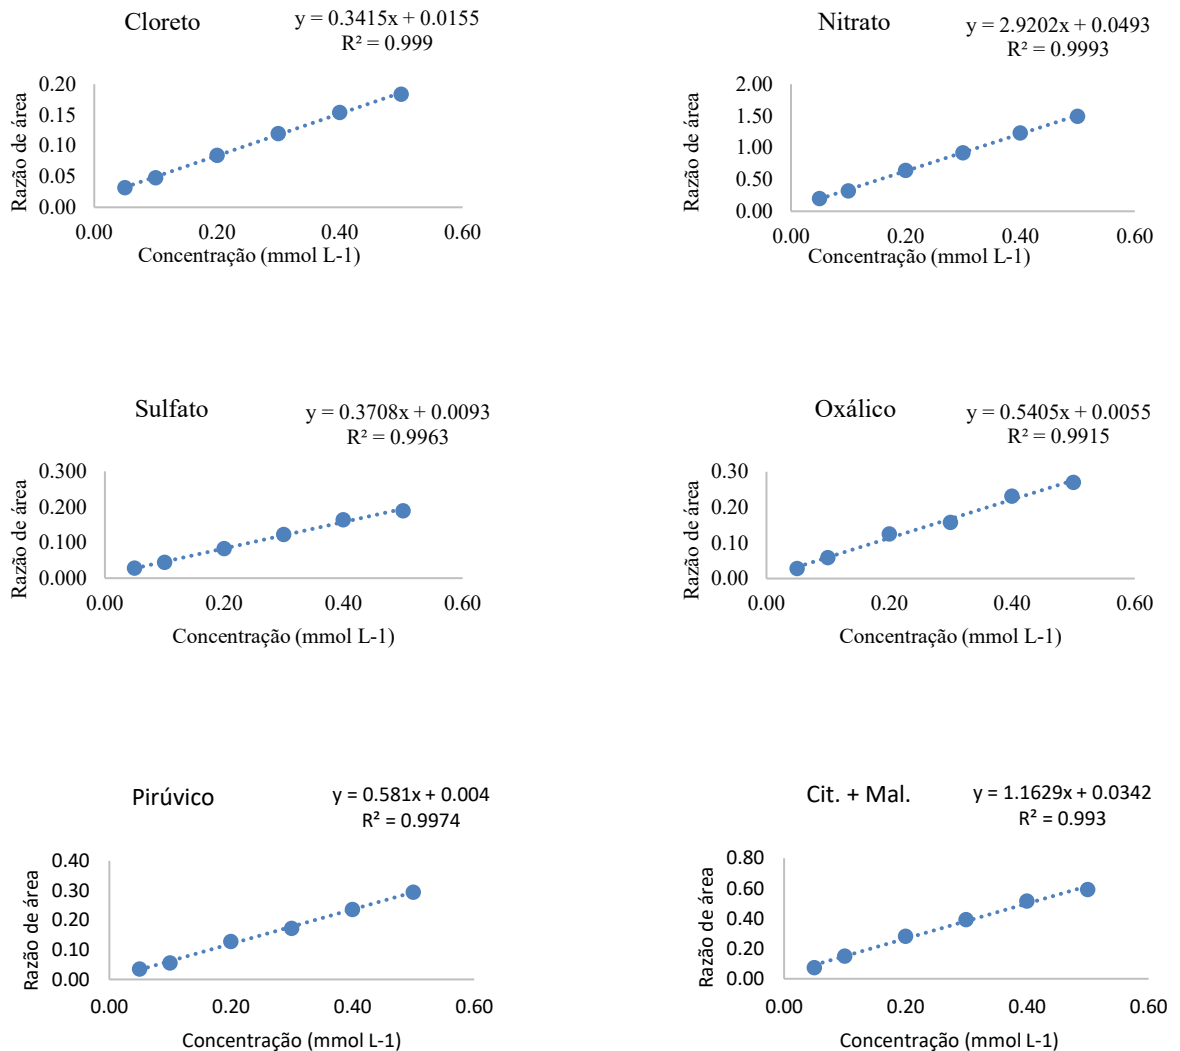 Cloreto
y = 0.3415x + 0.0155
R² = 0.999
Razão de área
0.20
0.15
0.10
0.05
0.00
0.00 0.20 0.40 0.60
Concentração (mmol L-1)
Nitrato
y = 2.9202x + 0.0493
R² = 0.9993
Razão de área
2.00
1.50
1.00
0.50
0.00
0.00 0.20 0.40 0.60
Concentração (mmol L-1)
Sulfato
y = 0.3708x + 0.0093
R² = 0.9963
Razão de área
0.300
0.200
0.100
0.000
0.00 0.20 0.40 0.60
Concentração (mmol L-1)
Oxálico
y = 0.5405x + 0.0055
R² = 0.9915
Razão de área
0.30
0.20
0.10
0.00
0.00 0.20 0.40 0.60
Concentração (mmol L-1)
Pirúvico
y = 0.581x + 0.004
R² = 0.9974
Razão de área
0.40
0.30
0.20
0.10
0.00
0.00 0.20 0.40 0.60
Concentração (mmol L-1)
Cit. + Mal.
y = 1.1629x + 0.0342
R² = 0.993
Razão de área
0.80
0.60
0.40
0.20
0.00
0.00 0.20 0.40 0.60
Concentração (mmol L-1)